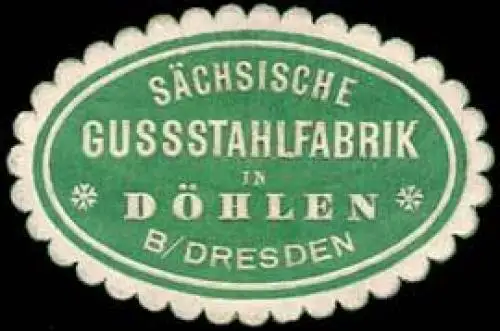 SÄCHSISCHE
GUSSSTAHLFABRIK
IN
DÖHLEN
B/DRESDEN